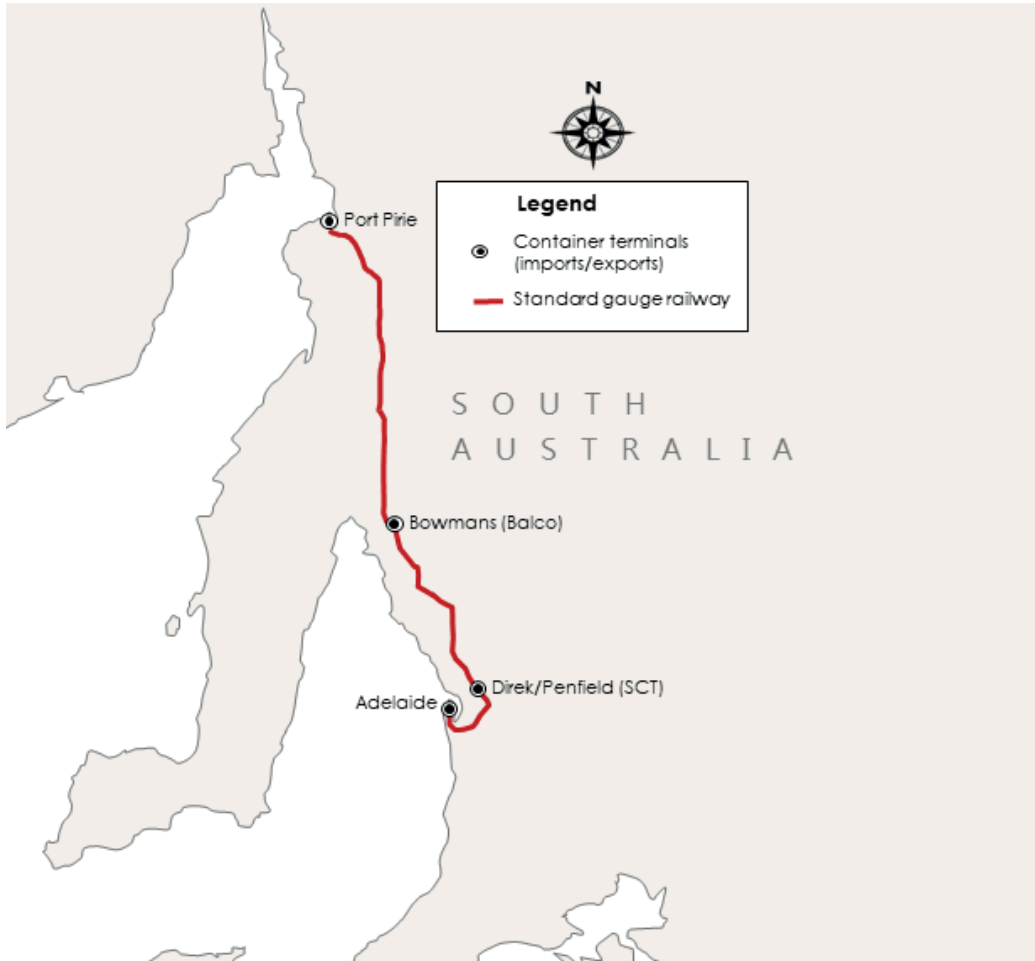 N
Legend
Container terminals
(imports/exports)
Standard gauge railway
Port Pirie
S O U T H
A U S T R A L I A
Bowmans (Balco)
Direk/Penfield (SCT)
Adelaide